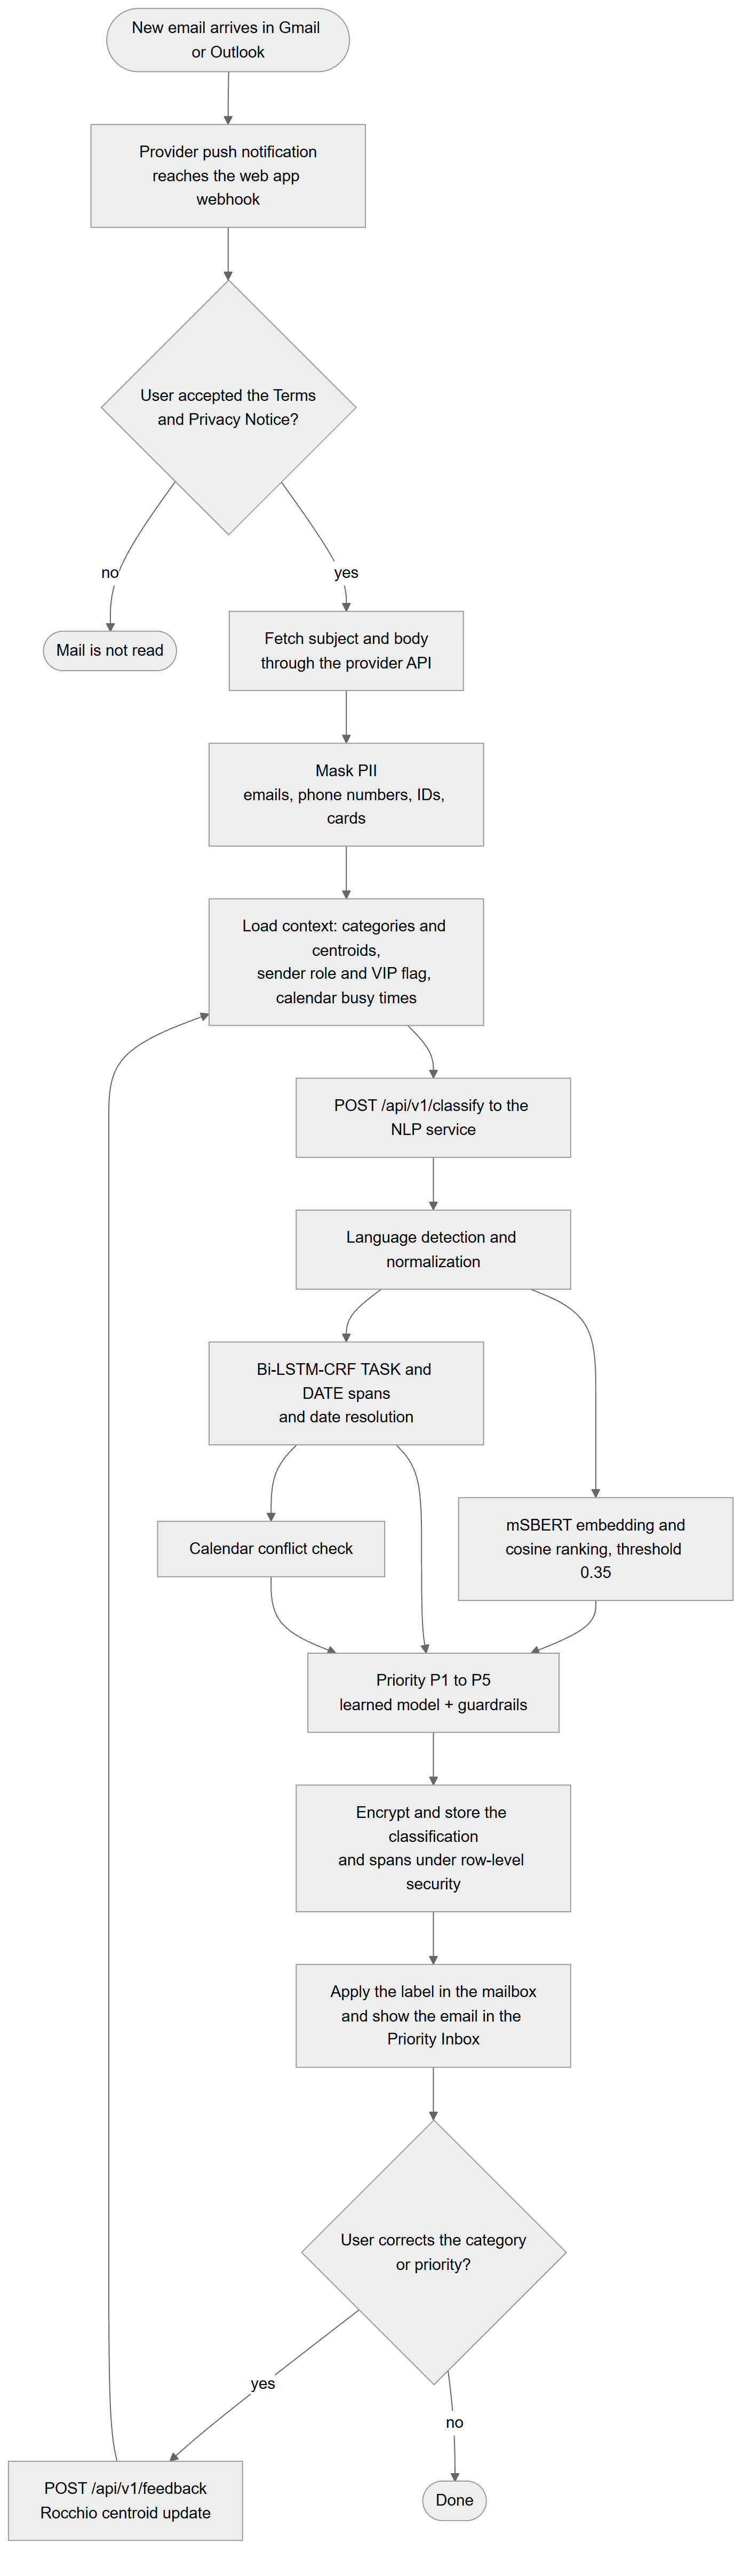 New email arrives in Gmail
or Outlook
Provider push notification
reaches the web app
webhook
User accepted the Terms
and Privacy Notice?
no
yes
Mail is not read
Fetch subject and body
through the provider API
Mask PII
emails, phone numbers, IDs,
cards
Load context: categories and
centroids,
sender role and VIP flag,
calendar busy times
POST /api/v1/classify to the
NLP service
Language detection and
normalization
Bi-LSTM-CRF TASK and
DATE spans
and date resolution
Calendar conflict check
mSBERT embedding and
cosine ranking, threshold
0.35
Priority P1 to P5
learned model + guardrails
Encrypt and store the
classification
and spans under row-level
security
Apply the label in the mailbox
and show the email in the
Priority Inbox
User corrects the category
or priority?
yes
no
POST /api/v1/feedback
Rocchio centroid update
Done